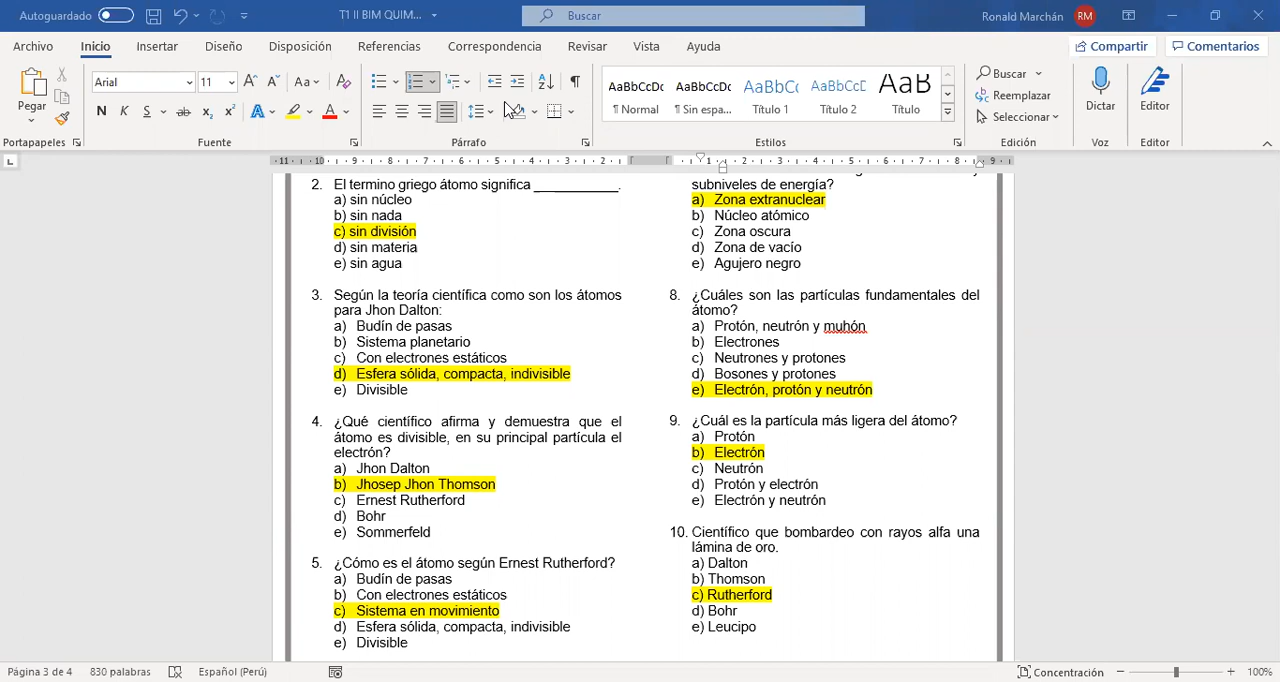 Autoguardado
T1 II BIM QUIM...
Buscar
Ronald Marchán
RM
Archivo
Inicio
Insertar
Diseño
Disposición
Referencias
Correspondencia
Revisar
Vista
Ayuda
Compartir
Comentarios
Pegar
Portapapeles
Arial
11
Fuente
Párrafo
AaBbCcDc
¶ Normal
AaBbCcDc
¶ Sin espa...
AaBbCc
Título 1
AaBbCcD
Título 2
AaB
Título
Estilos
Buscar
Reemplazar
Seleccionar
Edición
Dictar
Voz
Editor
Editor
2. El termino griego átomo significa ___________.
a) sin núcleo
b) sin nada
c) sin división
d) sin materia
e) sin agua
3. Según la teoría científica como son los átomos
para Jhon Dalton:
a) Budín de pasas
b) Sistema planetario
c) Con electrones estáticos
d) Esfera sólida, compacta, indivisible
e) Divisible
4. ¿Qué científico afirma y demuestra que el
átomo es divisible, en su principal partícula el
electrón?
a) Jhon Dalton
b) Jhosep Jhon Thomson
c) Ernest Rutherford
d) Bohr
e) Sommerfeld
5. ¿Cómo es el átomo según Ernest Rutherford?
a) Budín de pasas
b) Con electrones estáticos
c) Sistema en movimiento
d) Esfera sólida, compacta, indivisible
e) Divisible
subniveles de energía?
a) Zona extranuclear
b) Núcleo atómico
c) Zona oscura
d) Zona de vacío
e) Agujero negro
8. ¿Cuáles son las partículas fundamentales del
átomo?
a) Protón, neutrón y muhón
b) Electrones
c) Neutrones y protones
d) Bosones y protones
e) Electrón, protón y neutrón
9. ¿Cuál es la partícula más ligera del átomo?
a) Protón
b) Electrón
c) Neutrón
d) Protón y electrón
e) Electrón y neutrón
10. Científico que bombardeo con rayos alfa una
lámina de oro.
a) Dalton
b) Thomson
c) Rutherford
d) Bohr
e) Leucipo
Página 3 de 4
830 palabras
Español (Perú)
Concentración
100%